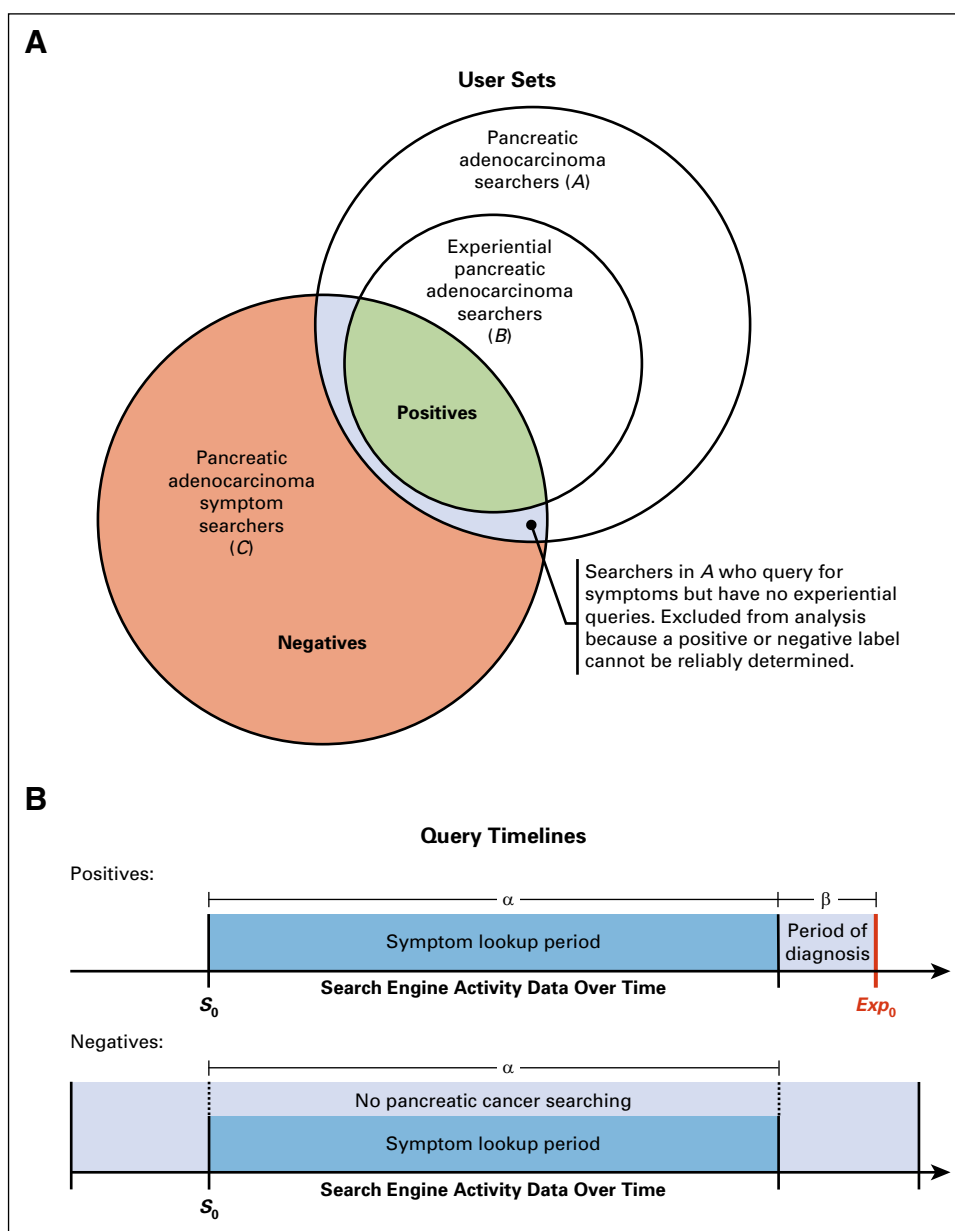 A
User Sets
Pancreatic
adenocarcinoma
searchers (A)
Experiential
pancreatic
adenocarcinoma
searchers
(B)
Positives
Pancreatic
adenocarcinoma
symptom
searchers
(C)
Negatives
Searchers in A who query for
symptoms but have no experiential
queries. Excluded from analysis
because a positive or negative label
cannot be reliably determined.
B
Query Timelines
Positives:
α
β
Symptom lookup period
Period of
diagnosis
Search Engine Activity Data Over Time
S₀
Exp₀
Negatives:
α
No pancreatic cancer searching
Symptom lookup period
Search Engine Activity Data Over Time
S₀